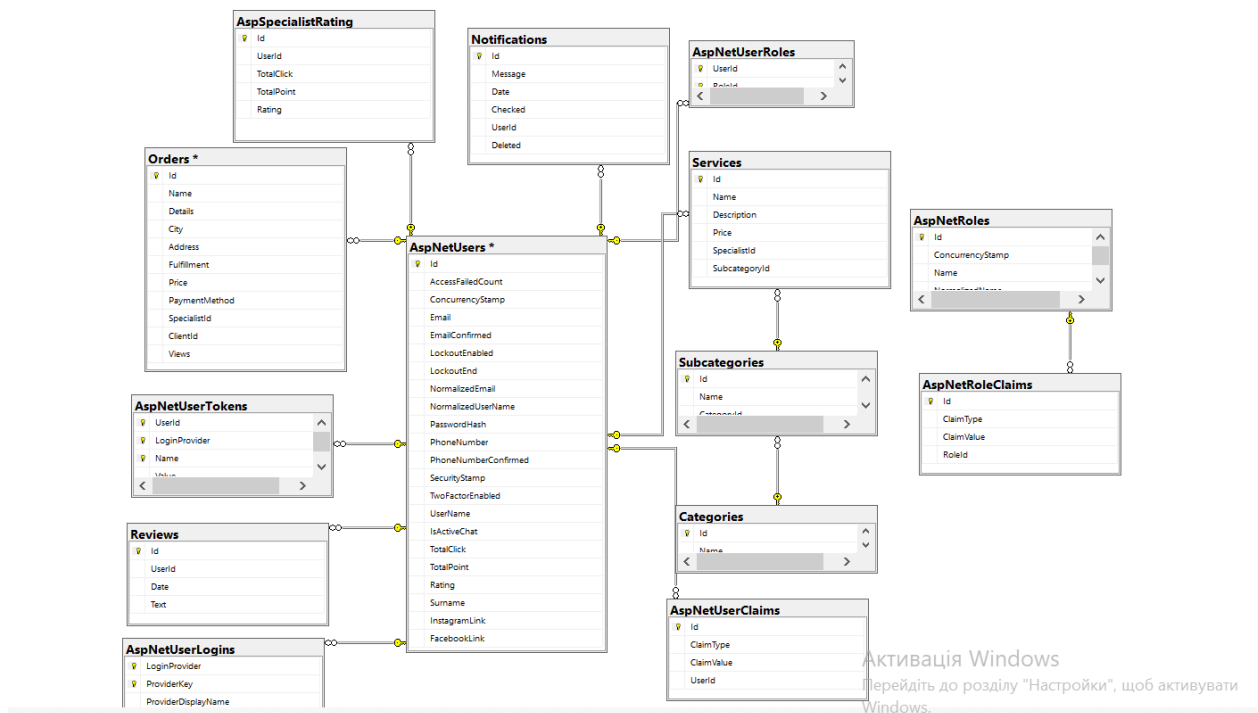 AspSpecialistRating
Id
UserId
TotalClick
TotalPoint
Rating
Notifications
Id
Message
Date
Checked
UserId
Deleted
AspNetUserRoles
UserId
RoleId
Orders *
Id
Name
Details
City
Address
Fulfillment
Price
PaymentMethod
SpecialistId
ClientId
Views
Services
Id
Name
Description
Price
SpecialistId
SubcategoryId
AspNetRoles
Id
ConcurrencyStamp
Name
NormalizedName
AspNetUsers *
Id
AccessFailedCount
ConcurrencyStamp
Email
EmailConfirmed
LockoutEnabled
LockoutEnd
NormalizedEmail
NormalizedUserName
PasswordHash
PhoneNumber
PhoneNumberConfirmed
SecurityStamp
TwoFactorEnabled
UserName
IsActiveChat
TotalClick
TotalPoint
Rating
Surname
InstagramLink
FacebookLink
Subcategories
Id
Name
CategoryId
AspNetRoleClaims
Id
ClaimType
ClaimValue
RoleId
AspNetUserTokens
UserId
LoginProvider
Name
Value
Categories
Id
Name
Reviews
Id
UserId
Date
Text
AspNetUserClaims
Id
ClaimType
ClaimValue
UserId
AspNetUserLogins
LoginProvider
ProviderKey
ProviderDisplayName
Активація Windows
Перейдіть до розділу "Настройки", щоб активувати
Windows.